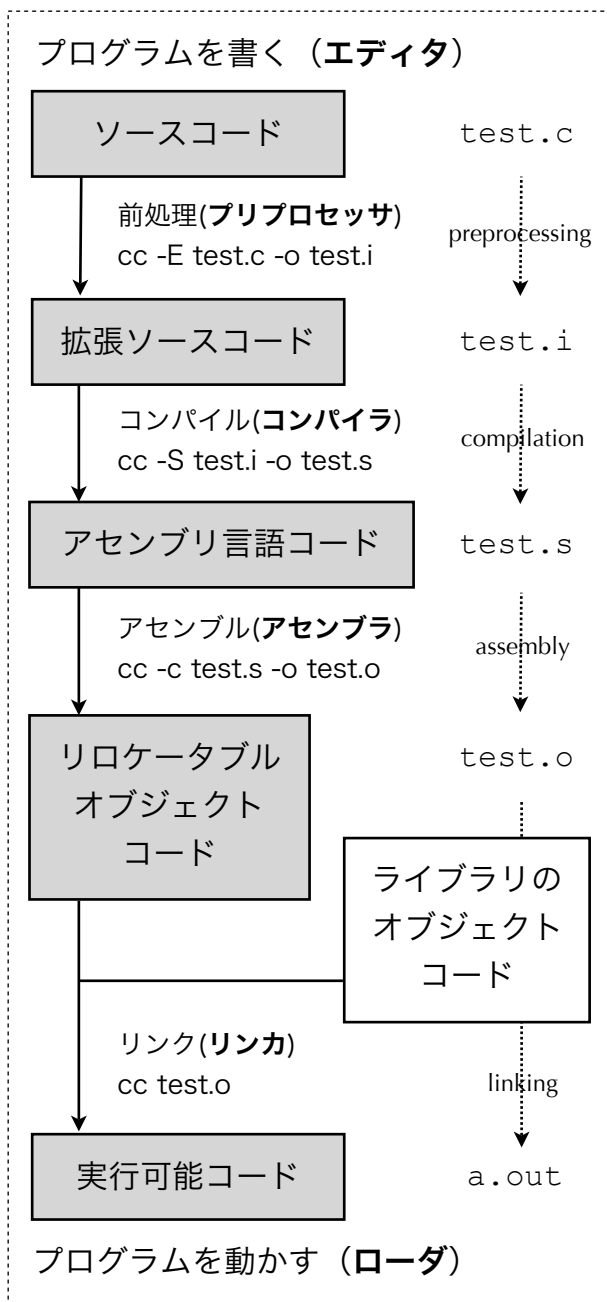 プログラムを書く（エディタ）
ソースコード
test.c
前処理(プリプロセッサ)
cc -E test.c -o test.i
preprocessing
拡張ソースコード
test.i
コンパイル(コンパイラ)
cc -S test.i -o test.s
compilation
アセンブリ言語コード
test.s
アセンブル(アセンブラ)
cc -c test.s -o test.o
assembly
リロケータブル
オブジェクト
コード
test.o
ライブラリの
オブジェクト
コード
リンク(リンカ)
cc test.o
linking
実行可能コード
a.out
プログラムを動かす（ローダ）